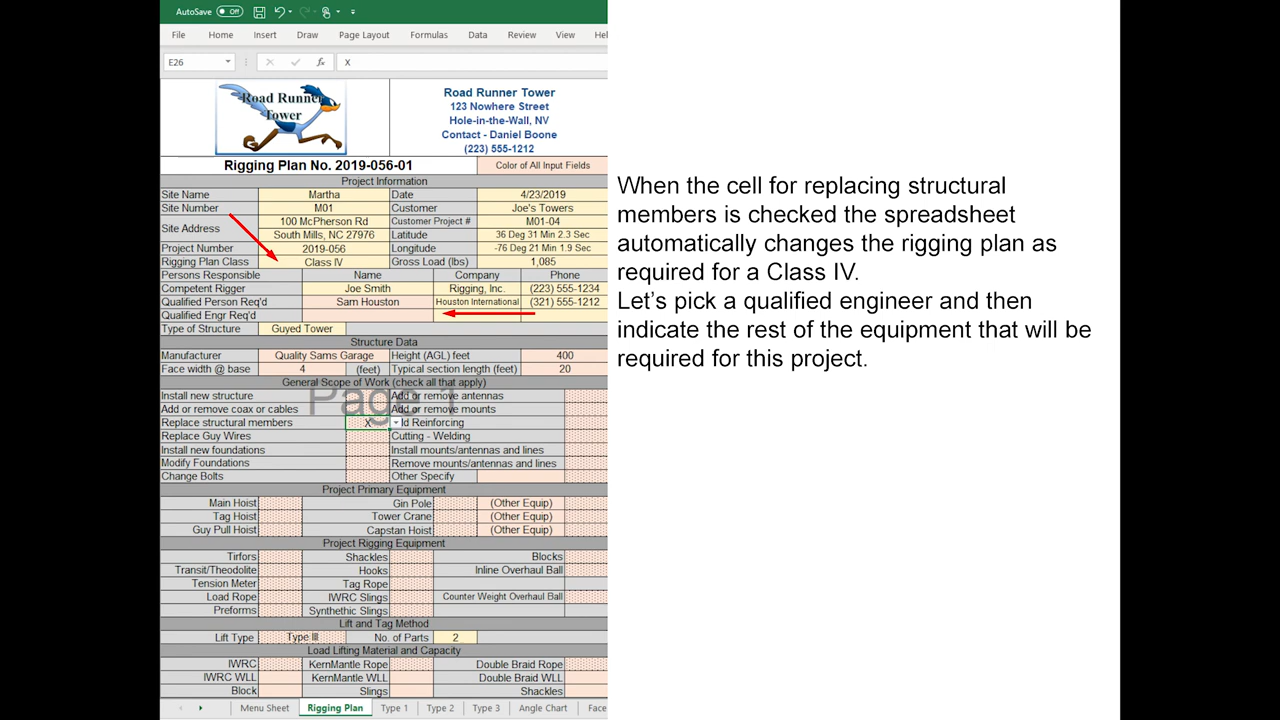 AutoSave Off
File Home Insert Draw Page Layout Formulas Data Review View Hel
E26 fx X
Road Runner
Tower
Road Runner Tower
123 Nowhere Street
Hole-in-the-Wall, NV
Contact - Daniel Boone
(223) 555-1212
Rigging Plan No. 2019-056-01 Color of All Input Fields
Project Information
Site Name Martha Date 4/23/2019
Site Number M01 Customer Joe's Towers
Site Address 100 McPherson Rd Customer Project # M01-04
South Mills, NC 27976 Latitude 36 Deg 31 Min 2.3 Sec
Project Number 2019-056 Longitude -76 Deg 21 Min 1.9 Sec
Rigging Plan Class Class IV Gross Load (lbs) 1,085
Persons Responsible Name Company Phone
Competent Rigger Joe Smith Rigging, Inc. (223) 555-1234
Qualified Person Req'd Sam Houston Houston International (321) 555-1212
Qualified Engr Req'd
Type of Structure Guyed Tower
Structure Data
Manufacturer Quality Sams Garage Height (AGL) feet 400
Face width @ base 4 (feet) Typical section length (feet) 20
General Scope of Work (check all that apply)
Page 1
Install new structure Add or remove antennas
Add or remove coax or cables Add or remove mounts
Replace structural members X ld Reinforcing
Replace Guy Wires Cutting - Welding
Install new foundations Install mounts/antennas and lines
Modify Foundations Remove mounts/antennas and lines
Change Bolts Other Specify
Project Primary Equipment
Main Hoist Gin Pole (Other Equip)
Tag Hoist Tower Crane (Other Equip)
Guy Pull Hoist Capstan Hoist (Other Equip)
Project Rigging Equipment
Tirfors Shackles Blocks
Transit/Theodolite Hooks Inline Overhaul Ball
Tension Meter Tag Rope
Load Rope IWRC Slings Counter Weight Overhaul Ball
Preforms Synthethic Slings
Lift and Tag Method
Lift Type Type III No. of Parts 2
Load Lifting Material and Capacity
IWRC KernMantle Rope Double Braid Rope
IWRC WLL KernMantle WLL Double Braid WLL
Block Slings Shackles
Menu Sheet Rigging Plan Type 1 Type 2 Type 3 Angle Chart Face
When the cell for replacing structural
members is checked the spreadsheet
automatically changes the rigging plan as
required for a Class IV.
Let's pick a qualified engineer and then
indicate the rest of the equipment that will be
required for this project.